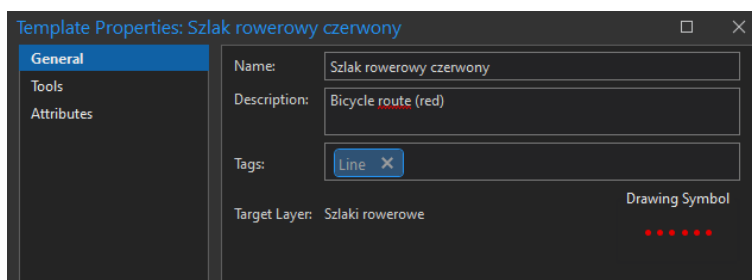 Template Properties: Szlak rowerowy czerwony
General
Tools
Attributes
Name: Szlak rowerowy czerwony
Description: Bicycle route (red)
Tags: Line
Drawing Symbol
Target Layer: Szlaki rowerowe